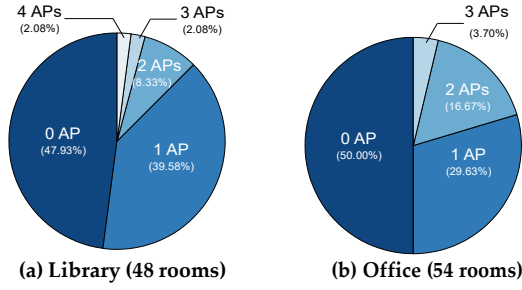 4 APs
(2.08%)
3 APs
(2.08%)
2 APs
(8.33%)
0 AP
(47.93%)
1 AP
(39.58%)
(a) Library (48 rooms)
3 APs
(3.70%)
2 APs
(16.67%)
0 AP
(50.00%)
1 AP
(29.63%)
(b) Office (54 rooms)